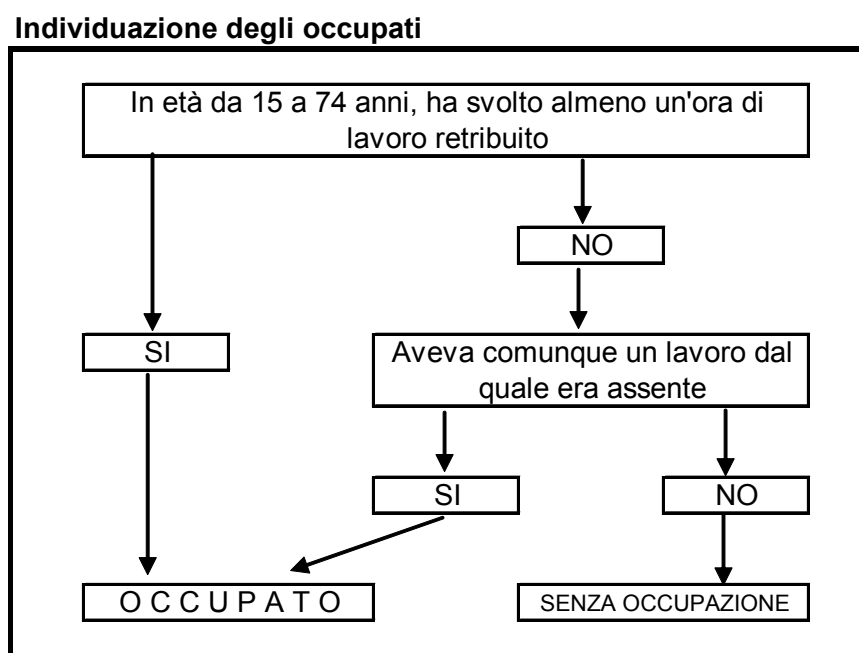 Individuazione degli occupati
In età da 15 a 74 anni, ha svolto almeno un'ora di
lavoro retribuito
NO
SI
Aveva comunque un lavoro dal
quale era assente
SI
NO
O C C U P A T O
SENZA OCCUPAZIONE